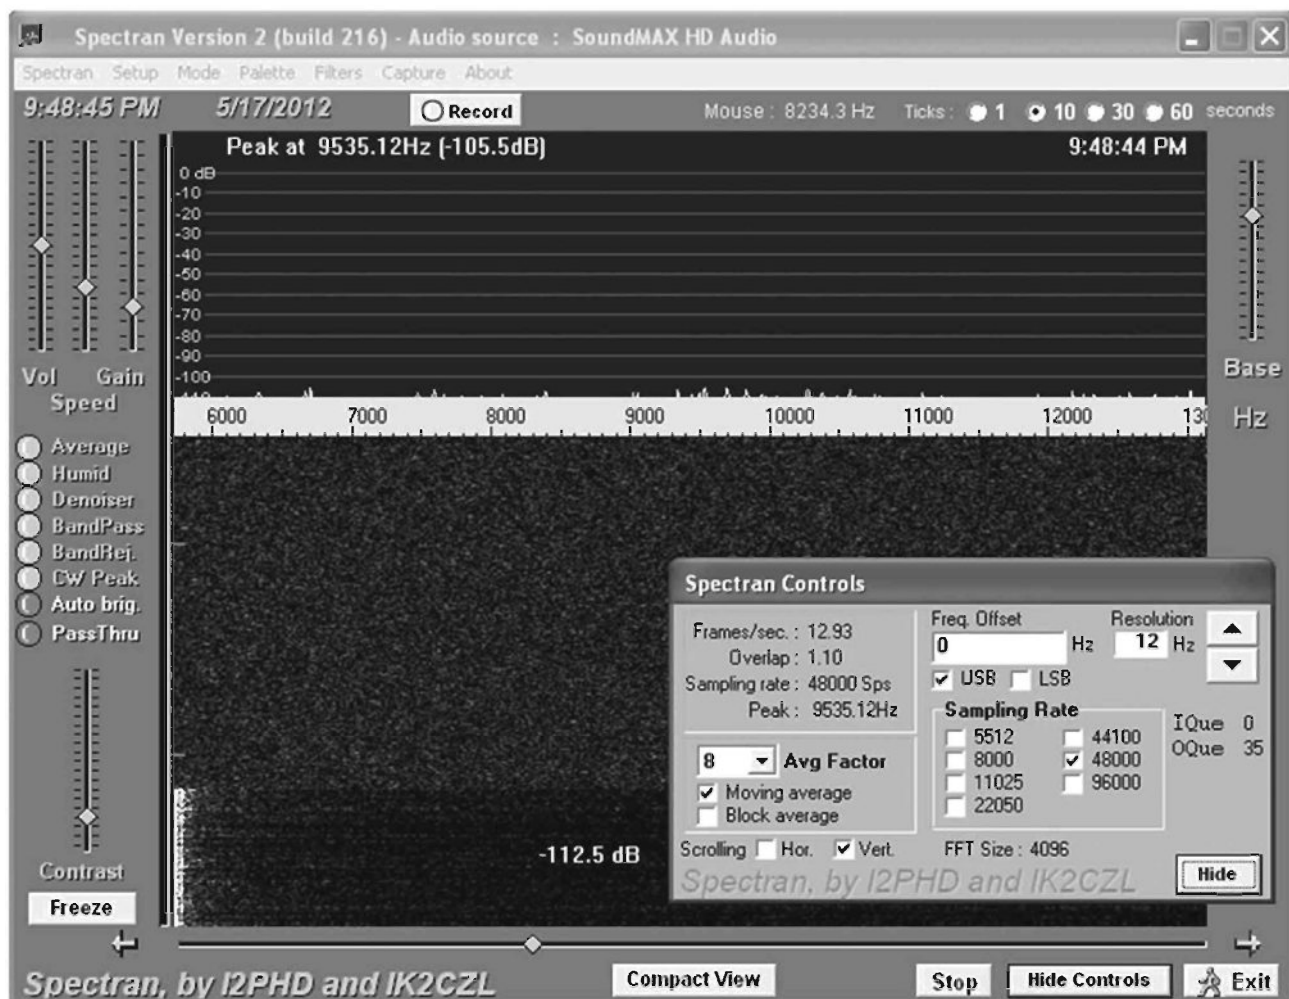 Spectran Version 2 (build 216) - Audio source : SoundMAX HD Audio
Spectran Setup Mode Palette Filters Capture About
9:48:45 PM 5/17/2012 Record Mouse : 8234.3 Hz Ticks : 1 10 30 60 seconds
Peak at 9535.12Hz (-105.5dB) 9:48:44 PM
0 dB
-10
-20
-30
-40
-50
-60
-70
-80
-90
-100
Vol Gain
Speed
Base
6000 7000 8000 9000 10000 11000 12000
Hz
Average
Humid
Denoiser
BandPass
BandRej.
CW Peak
Auto brig.
PassThru
Contrast
Freeze
-112.5 dB
Spectran Controls
Frames/sec. : 12.93
Overlap : 1.10
Sampling rate : 48000 Sps
Peak : 9535.12Hz
Freq. Offset Resolution
0 Hz 12 Hz
USB LSB
Sampling Rate
5512 44100
8000 48000
11025 96000
22050
IQue 0
OQue 35
8 Avg Factor
Moving average
Block average
Scrolling Hor. Vert. FFT Size : 4096
Spectran, by I2PHD and IK2CZL
Hide
Spectran, by I2PHD and IK2CZL Compact View Stop Hide Controls Exit